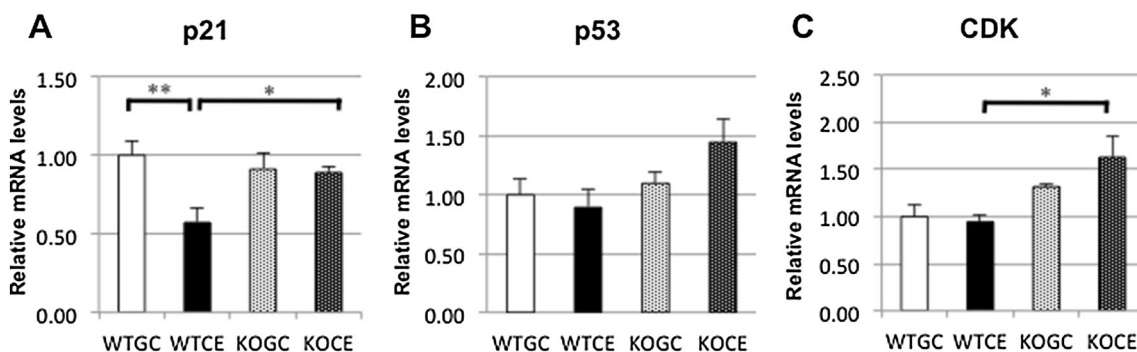 A p21
Relative mRNA levels
1.50
1.00
0.50
0.00
** *
WTGC WTCE KOGC KOCE
B p53
Relative mRNA levels
2.00
1.50
1.00
0.50
0.00
WTGC WTCE KOGC KOCE
C CDK
Relative mRNA levels
2.50
2.00
1.50
1.00
0.50
0.00
*
WTGC WTCE KOGC KOCE